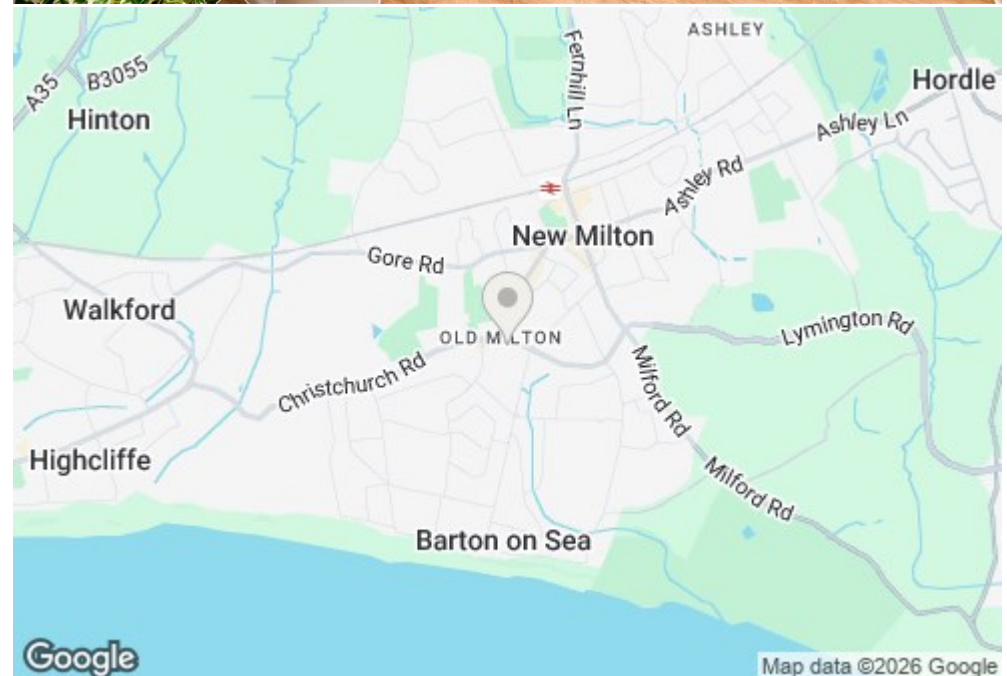 ASHLEY
A35
B3055
Fernhill Ln
Hordle
Hinton
Ashley Ln
Ashley Rd
New Milton
Gore Rd
Walkford
OLD MILTON
Lymington Rd
Christchurch Rd
Milford Rd
Highcliffe
Milford Rd
Barton on Sea
Google
Map data ©2026 Google